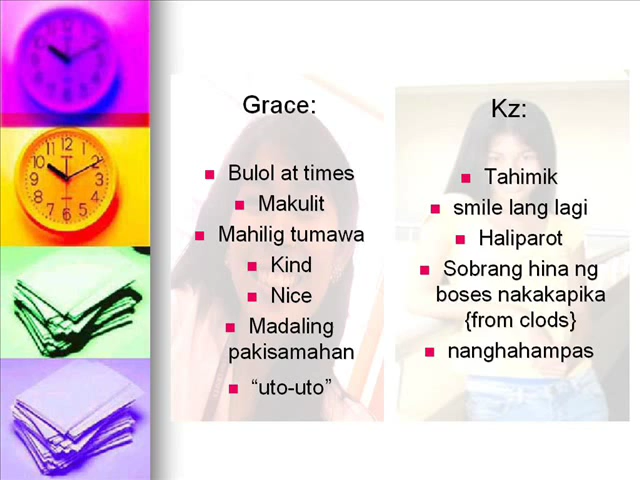 Grace:
Bulol at times
Makulit
Mahilig tumawa
Kind
Nice
Madaling
pakisamahan
“uto-uto”
Kz:
Tahimik
smile lang lagi
Haliparot
Sobrang hina ng
boses nakakapika
{from clods}
nanghahampas